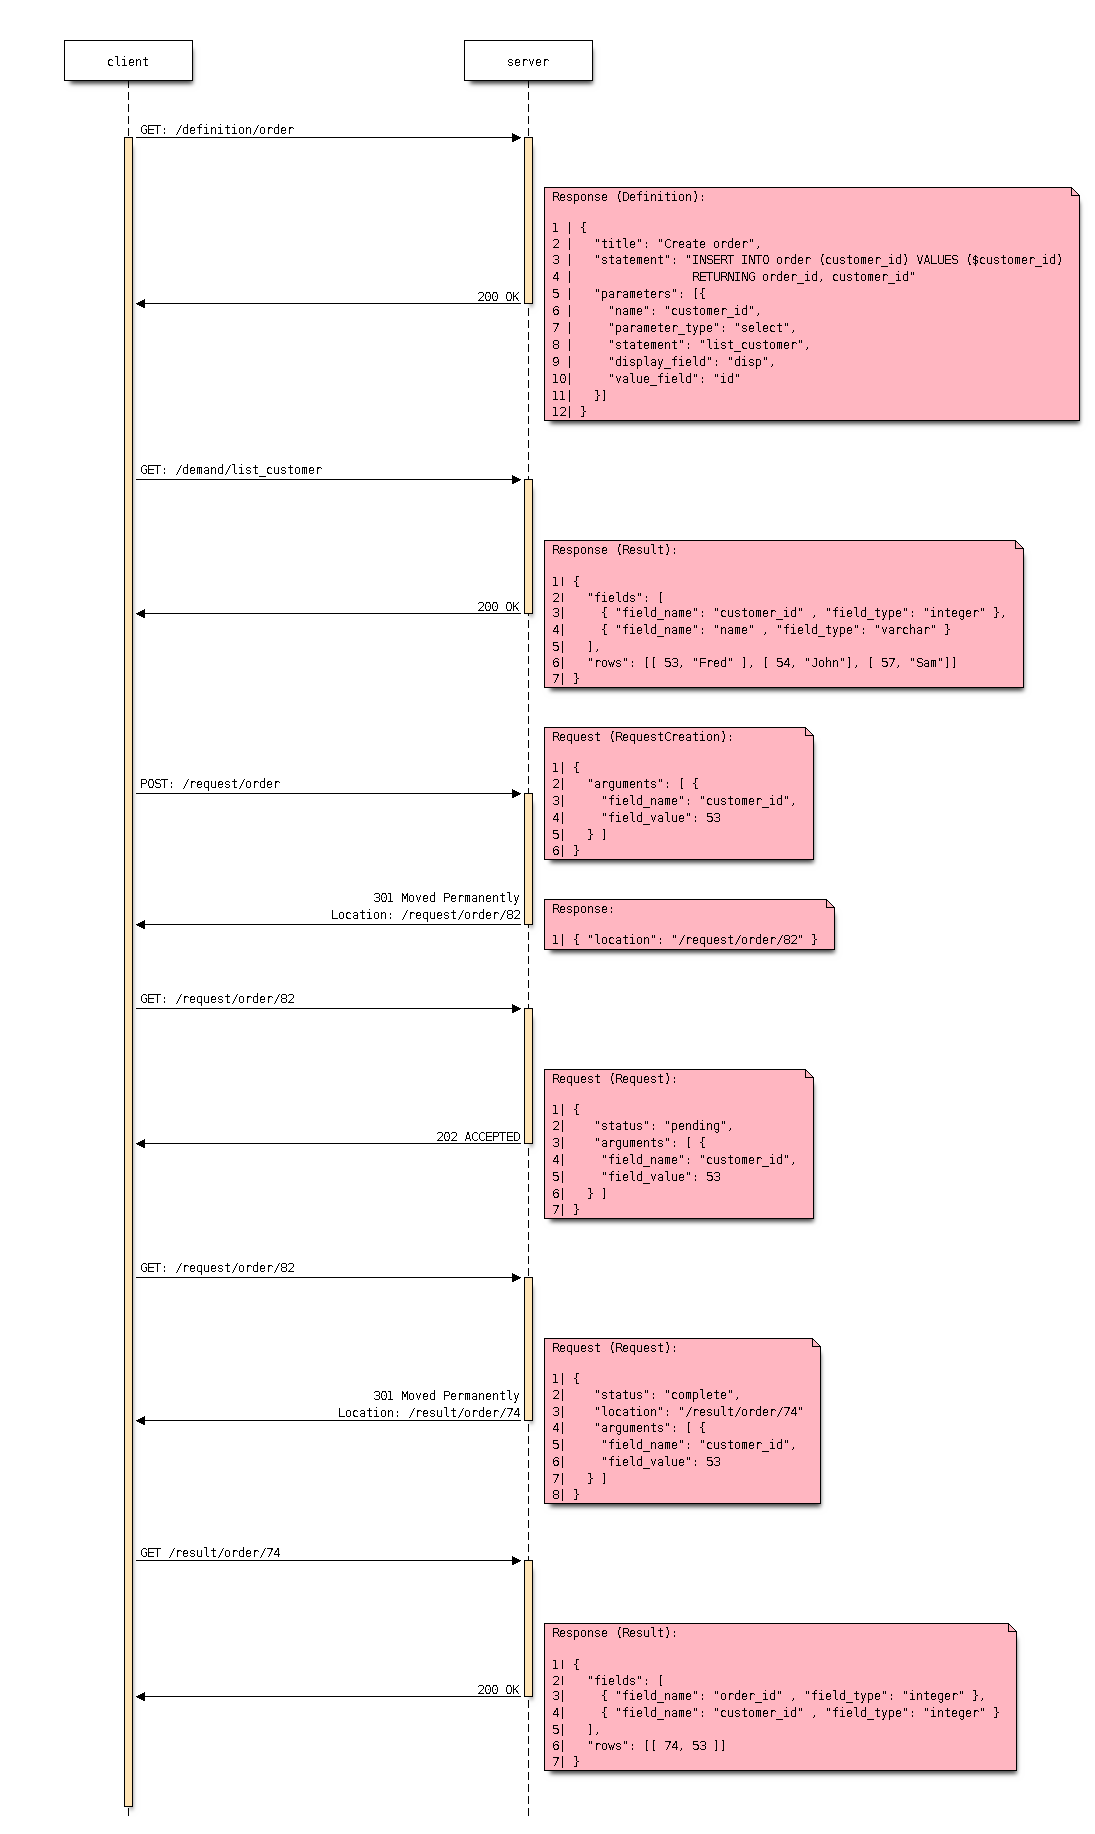 client
server
GET: /definition/order
Response (Definition):
1 | {
2 |   "title": "Create order",
3 |   "statement": "INSERT INTO order (customer_id) VALUES ($customer_id)
4 |                 RETURNING order_id, customer_id"
5 |   "parameters": [{
6 |     "name": "customer_id",
7 |     "parameter_type": "select",
8 |     "statement": "list_customer",
9 |     "display_field": "disp",
10|     "value_field": "id"
11|   }]
12| }
200 OK
GET: /demand/list_customer
Response (Result):
1| {
2|   "fields": [
3|     { "field_name": "customer_id" , "field_type": "integer" },
4|     { "field_name": "name" , "field_type": "varchar" }
5|   ],
6|   "rows": [[ 53, "Fred" ], [ 54, "John"], [ 57, "Sam"]]
7| }
200 OK
Request (RequestCreation):
1| {
2|   "arguments": [ {
3|     "field_name": "customer_id",
4|     "field_value": 53
5|   } ]
6| }
POST: /request/order
301 Moved Permanently
Location: /request/order/82
Response:
1| { "location": "/request/order/82" }
GET: /request/order/82
Request (Request):
1| {
2|    "status": "pending",
3|    "arguments": [ {
4|     "field_name": "customer_id",
5|     "field_value": 53
6|   } ]
7| }
202 ACCEPTED
GET: /request/order/82
Request (Request):
1| {
2|    "status": "complete",
3|    "location": "/result/order/74"
4|    "arguments": [ {
5|     "field_name": "customer_id",
6|     "field_value": 53
7|   } ]
8| }
301 Moved Permanently
Location: /result/order/74
GET /result/order/74
Response (Result):
1| {
2|   "fields": [
3|     { "field_name": "order_id" , "field_type": "integer" },
4|     { "field_name": "customer_id" , "field_type": "integer" }
5|   ],
6|   "rows": [[ 74, 53 ]]
7| }
200 OK